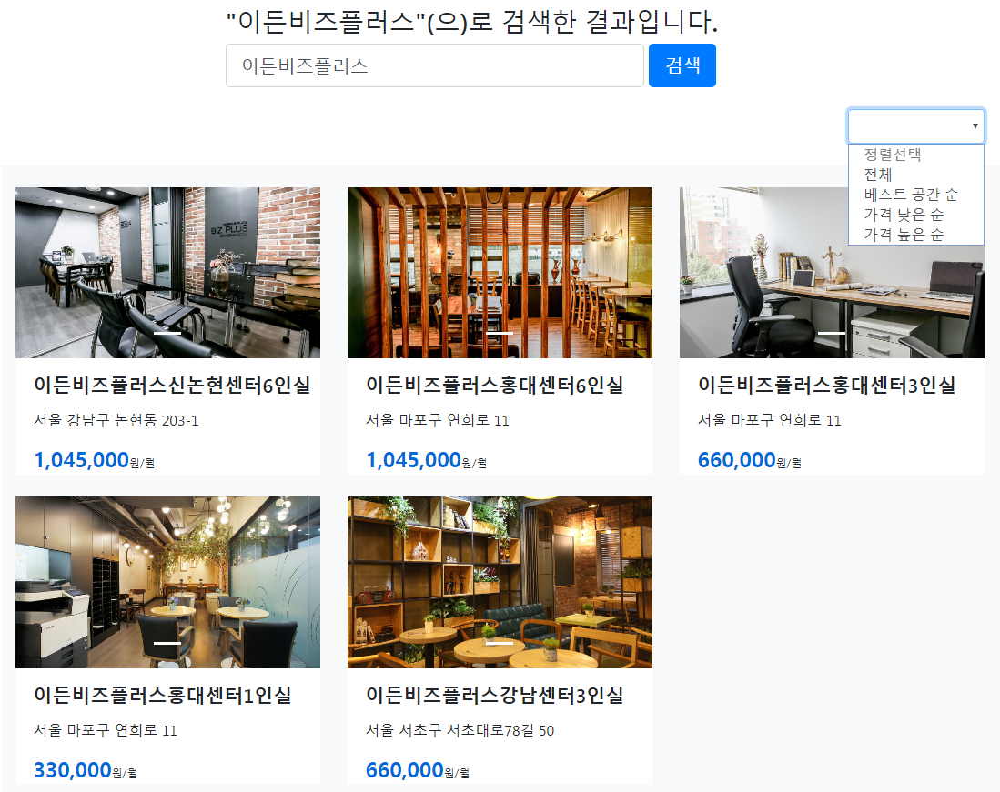 "이든비즈플러스"(으)로 검색한 결과입니다.
이든비즈플러스
검색
정렬선택
전체
베스트 공간 순
가격 낮은 순
가격 높은 순
BIZ PLUS
BIZ PLUS
이든비즈플러스신논현센터6인실
서울 강남구 논현동 203-1
1,045,000원/월
이든비즈플러스홍대센터6인실
서울 마포구 연희로 11
1,045,000원/월
이든비즈플러스홍대센터3인실
서울 마포구 연희로 11
660,000원/월
이든비즈플러스홍대센터1인실
서울 마포구 연희로 11
330,000원/월
이든비즈플러스강남센터3인실
서울 서초구 서초대로78길 50
660,000원/월